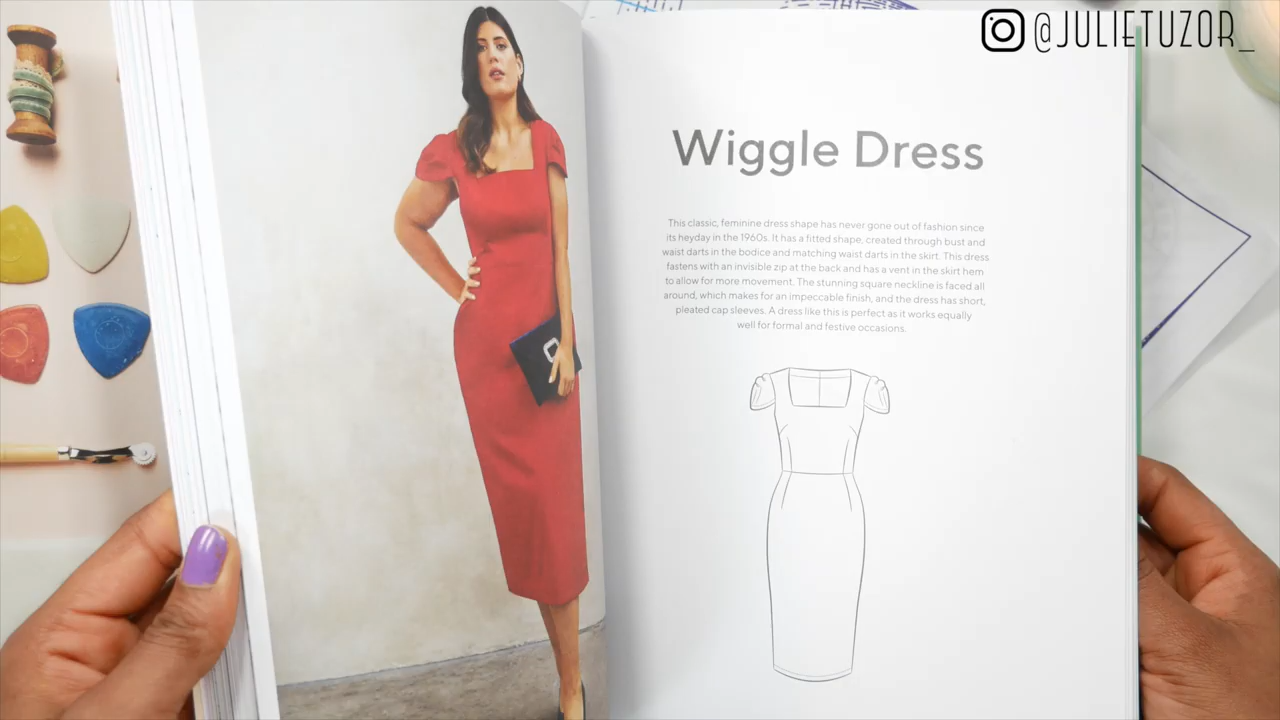 @JULIETUZOR_
Wiggle Dress
This classic, feminine dress shape has never gone out of fashion since
its heyday in the 1960s. It has a fitted shape, created through bust and
waist darts in the bodice and matching waist darts in the skirt. This dress
fastens with an invisible zip at the back and has a vent in the skirt hem
to allow for more movement. The stunning square neckline is faced all
around, which makes for an impeccable finish, and the dress has short,
pleated cap sleeves. A dress like this is perfect as it works equally
well for formal and festive occasions.